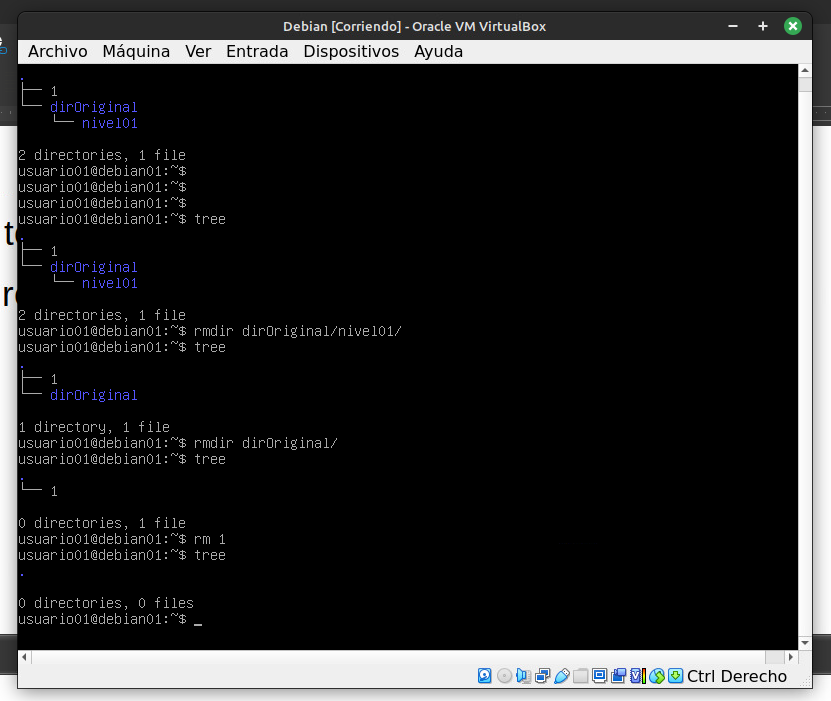 Debian [Corriendo] - Oracle VM VirtualBox
Archivo Máquina Ver Entrada Dispositivos Ayuda
.
├── 1
└── dirOriginal
    └── nivel01
2 directories, 1 file
usuario01@debian01:~$
usuario01@debian01:~$
usuario01@debian01:~$
usuario01@debian01:~$ tree
.
├── 1
└── dirOriginal
    └── nivel01
2 directories, 1 file
usuario01@debian01:~$ rmdir dirOriginal/nivel01/
usuario01@debian01:~$ tree
.
├── 1
└── dirOriginal
1 directory, 1 file
usuario01@debian01:~$ rmdir dirOriginal/
usuario01@debian01:~$ tree
.
└── 1
0 directories, 1 file
usuario01@debian01:~$ rm 1
usuario01@debian01:~$ tree
.
0 directories, 0 files
usuario01@debian01:~$ _
Ctrl Derecho